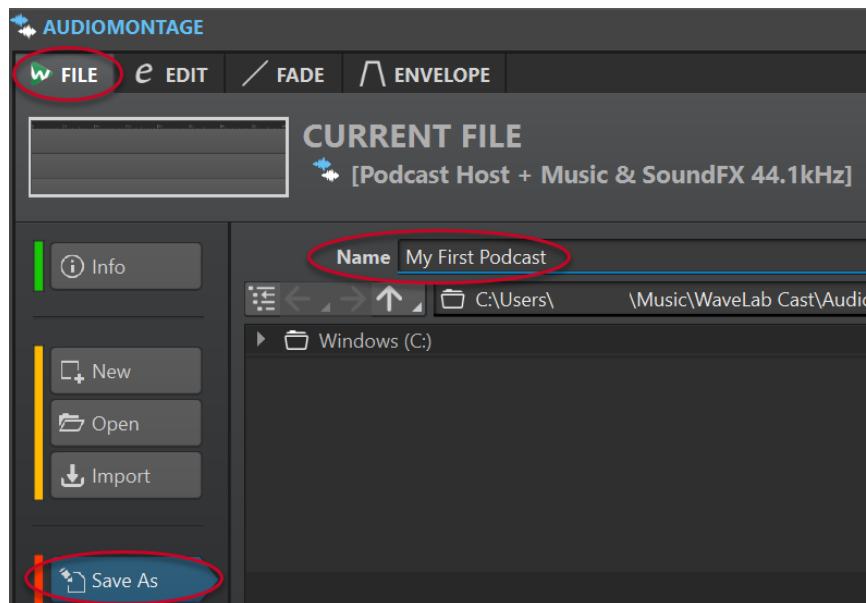 AUDIOMONTAGE
FILE EDIT FADE ENVELOPE
CURRENT FILE
[Podcast Host + Music & SoundFX 44.1kHz]
Info
Name My First Podcast
C:\Users\ \Music\WaveLab Cast\Audio
Windows (C:)
New
Open
Import
Save As